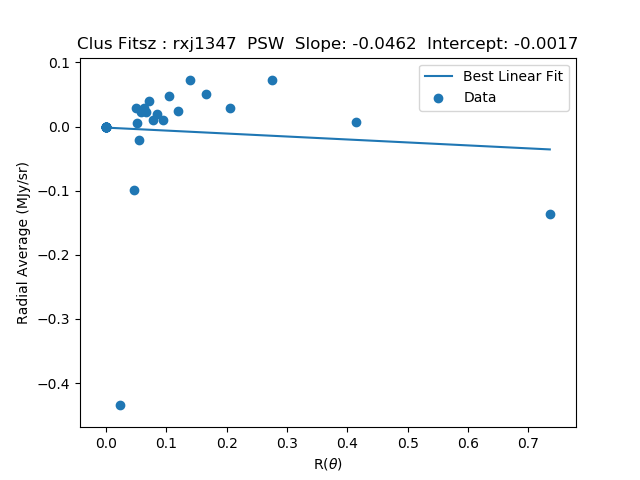 Clus Fitsz : rxj1347  PSW  Slope: -0.0462  Intercept: -0.0017
Best Linear Fit
Data
Radial Average (MJy/sr)
0.1
0.0
−0.1
−0.2
−0.3
−0.4
0.0 0.1 0.2 0.3 0.4 0.5 0.6 0.7
R(θ)